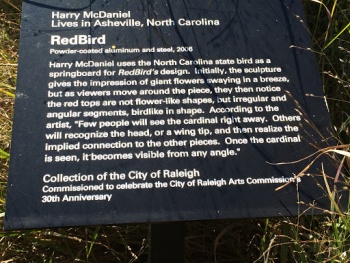 Harry McDaniel
Lives in Asheville, North Carolina
RedBird
Powder-coated aluminum and steel, 2006
Harry McDaniel uses the North Carolina state bird as a
springboard for RedBird's design. Initially, the sculpture
gives the impression of giant flowers swaying in a breeze,
but as viewers move around the piece, they then notice
the red tops are not flower-like shapes, but irregular and
angular segments, birdlike in shape. According to the
artist, "Few people will see the cardinal right away. Others
will recognize the head, or a wing tip, and then realize the
implied connection to the other pieces. Once the cardinal
is seen, it becomes visible from any angle."
Collection of the City of Raleigh
Commissioned to celebrate the City of Raleigh Arts Commission's
30th Anniversary